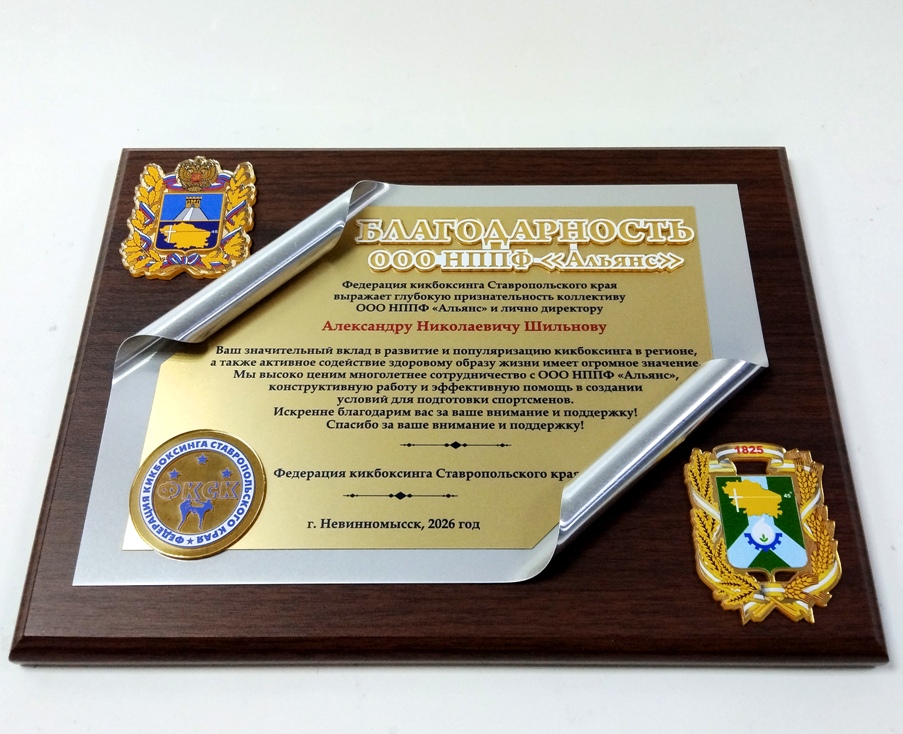 БЛАГОДАРНОСТЬ
ООО НППФ «Альянс»
Федерация кикбоксинга Ставропольского края
выражает глубокую признательность коллективу
ООО НППФ «Альянс» и лично директору
Александру Николаевичу Шильнову
Ваш значительный вклад в развитие и популяризацию кикбоксинга в регионе,
а также активное содействие здоровому образу жизни имеет огромное значение.
Мы высоко ценим многолетнее сотрудничество с ООО НППФ «Альянс»,
конструктивную работу и эффективную помощь в создании
условий для подготовки спортсменов.
Искренне благодарим вас за ваше внимание и поддержку!
Спасибо за ваше внимание и поддержку!
Федерация кикбоксинга Ставропольского края
г. Невинномысск, 2026 год
ФЕДЕРАЦИЯ КИКБОКСИНГА СТАВРОПОЛЬСКОГО КРАЯ
ФКСК
1825
45°